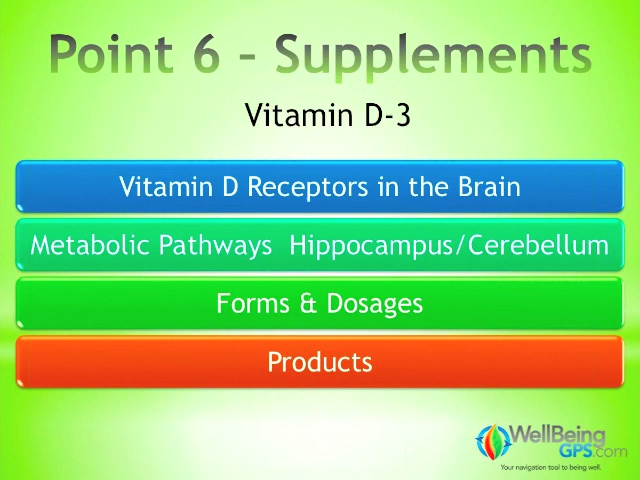 Point 6 - Supplements
Vitamin D-3
Vitamin D Receptors in the Brain
Metabolic Pathways  Hippocampus/Cerebellum
Forms & Dosages
Products
WellBeing
GPS.com
Your navigation tool to being well.